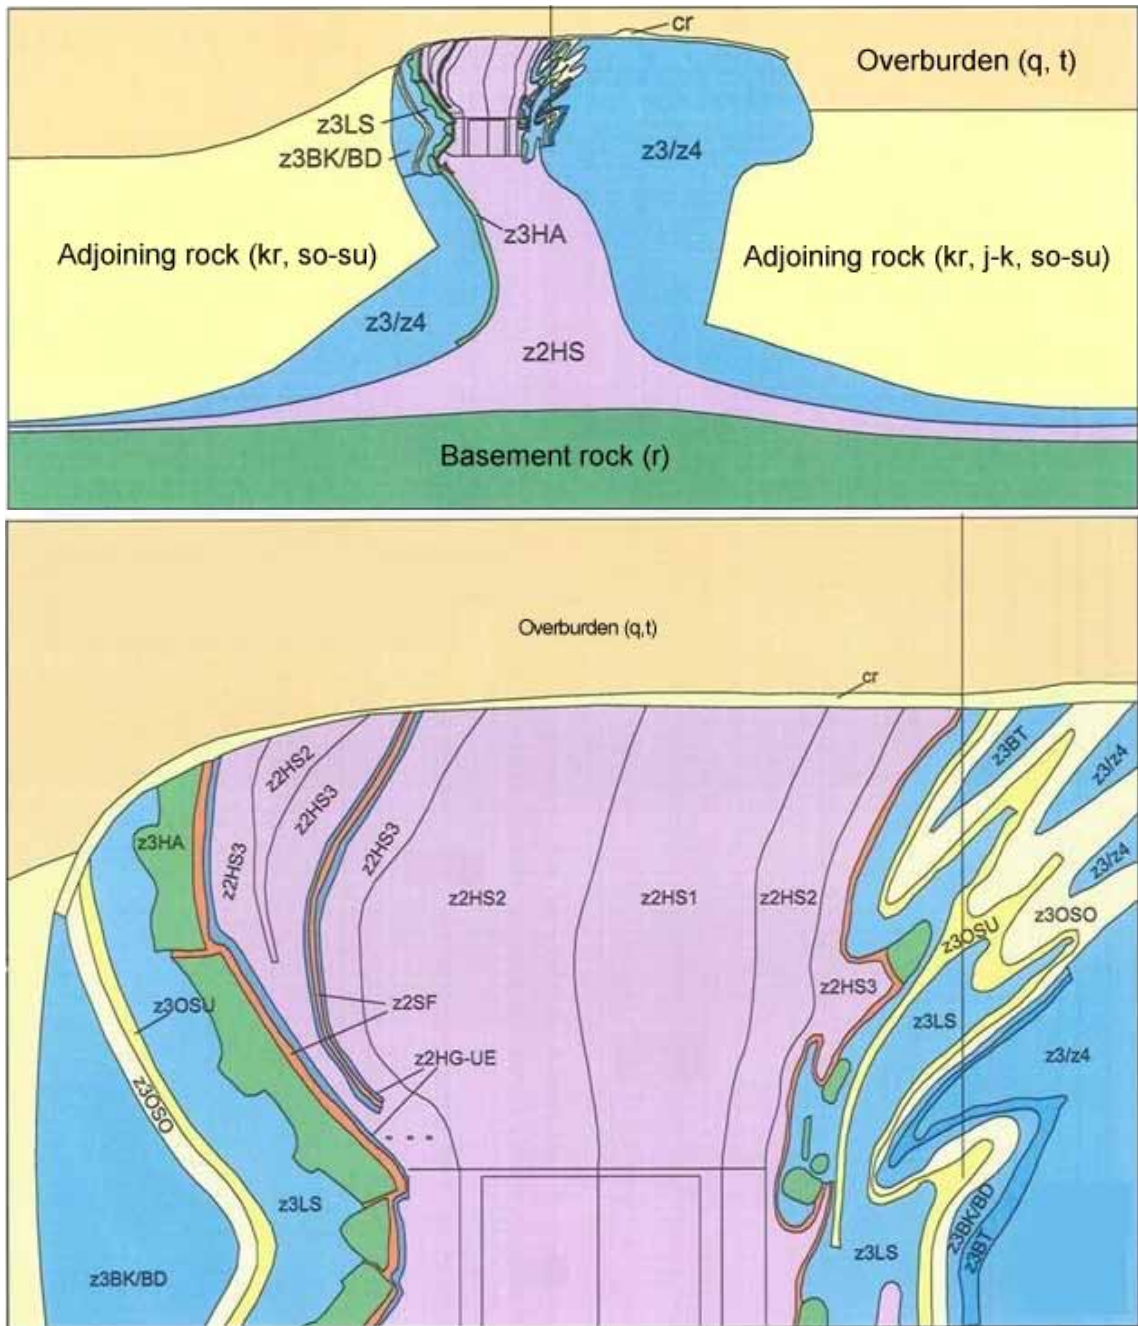 cr
Overburden (q, t)
z3LS
z3BK/BD
z3/z4
z3HA
Adjoining rock (kr, so-su)
Adjoining rock (kr, j-k, so-su)
z3/z4
z2HS
Basement rock (r)
Overburden (q,t)
cr
z3BT
z2HS2
z3/z4
z2HS3
z3HA
z2HS3
z2HS3
z3/z4
z2HS2
z2HS1
z2HS2
z3OSO
z3OSU
z2HS3
z3OSU
z2SF
z3LS
z2HG-UE
z3/z4
z3OSO
z3LS
z3BK/BD
z3LS
z3BT
z3BK/BD